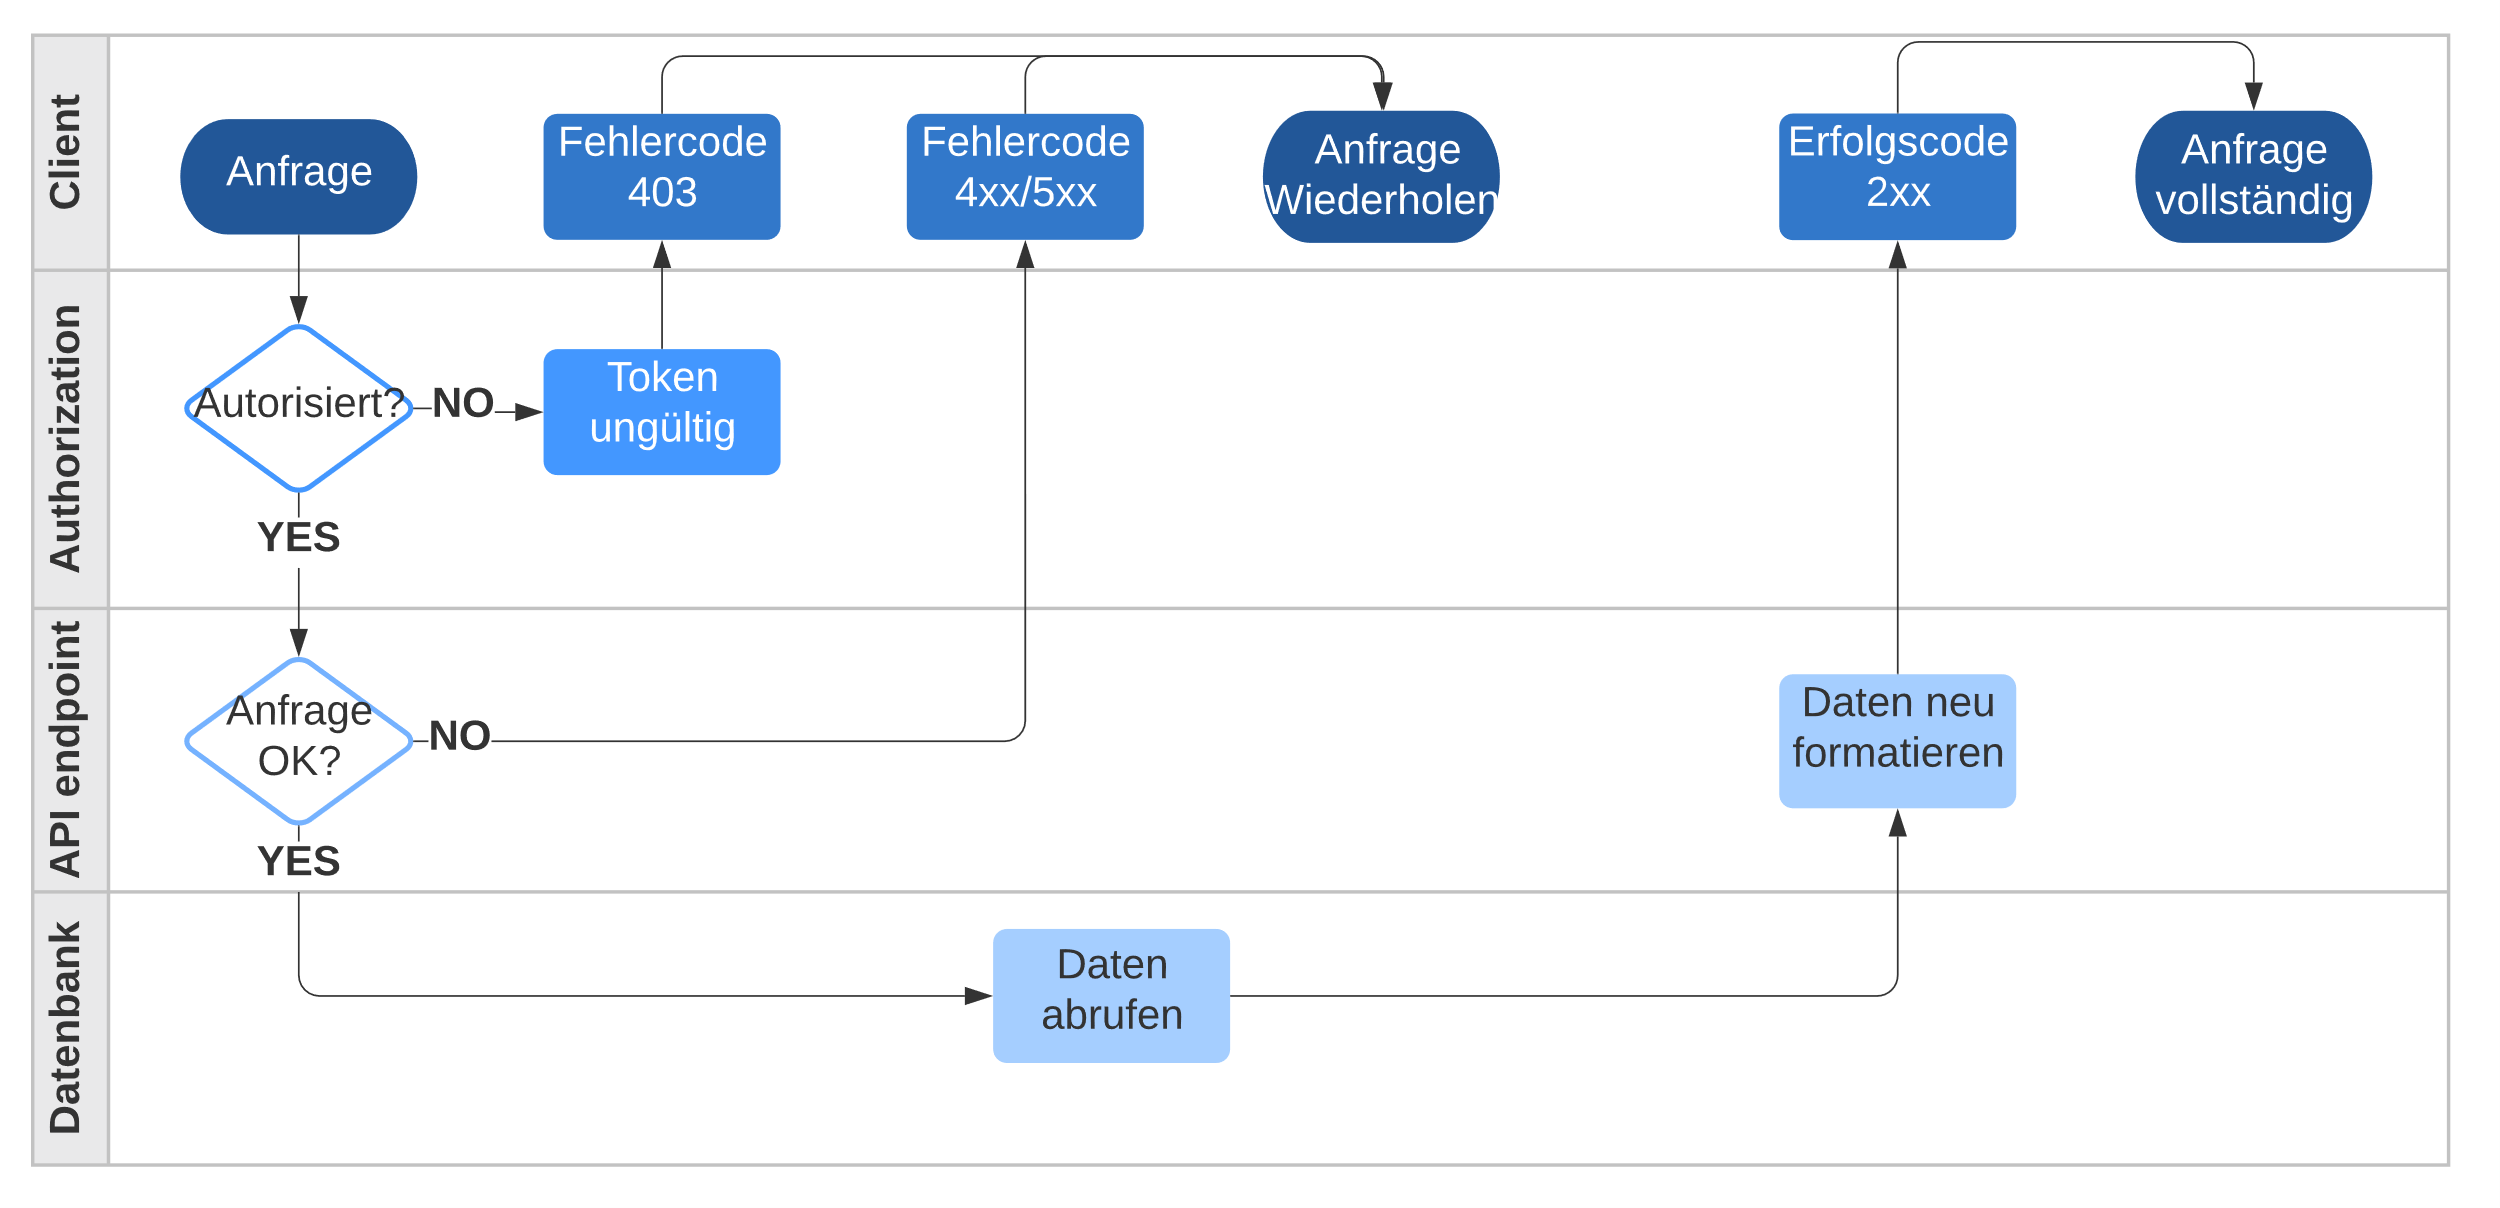 Client
Anfrage
Fehlercode
403
Fehlercode
4xx/5xx
Anfrage
Wiederholen
Erfolgscode
2xx
Anfrage
vollständig
Authorization
Autorisiert?
NO
Token
ungültig
YES
API endpoint
Anfrage
OK?
NO
YES
Daten neu
formatieren
Datenbank
Daten
abrufen